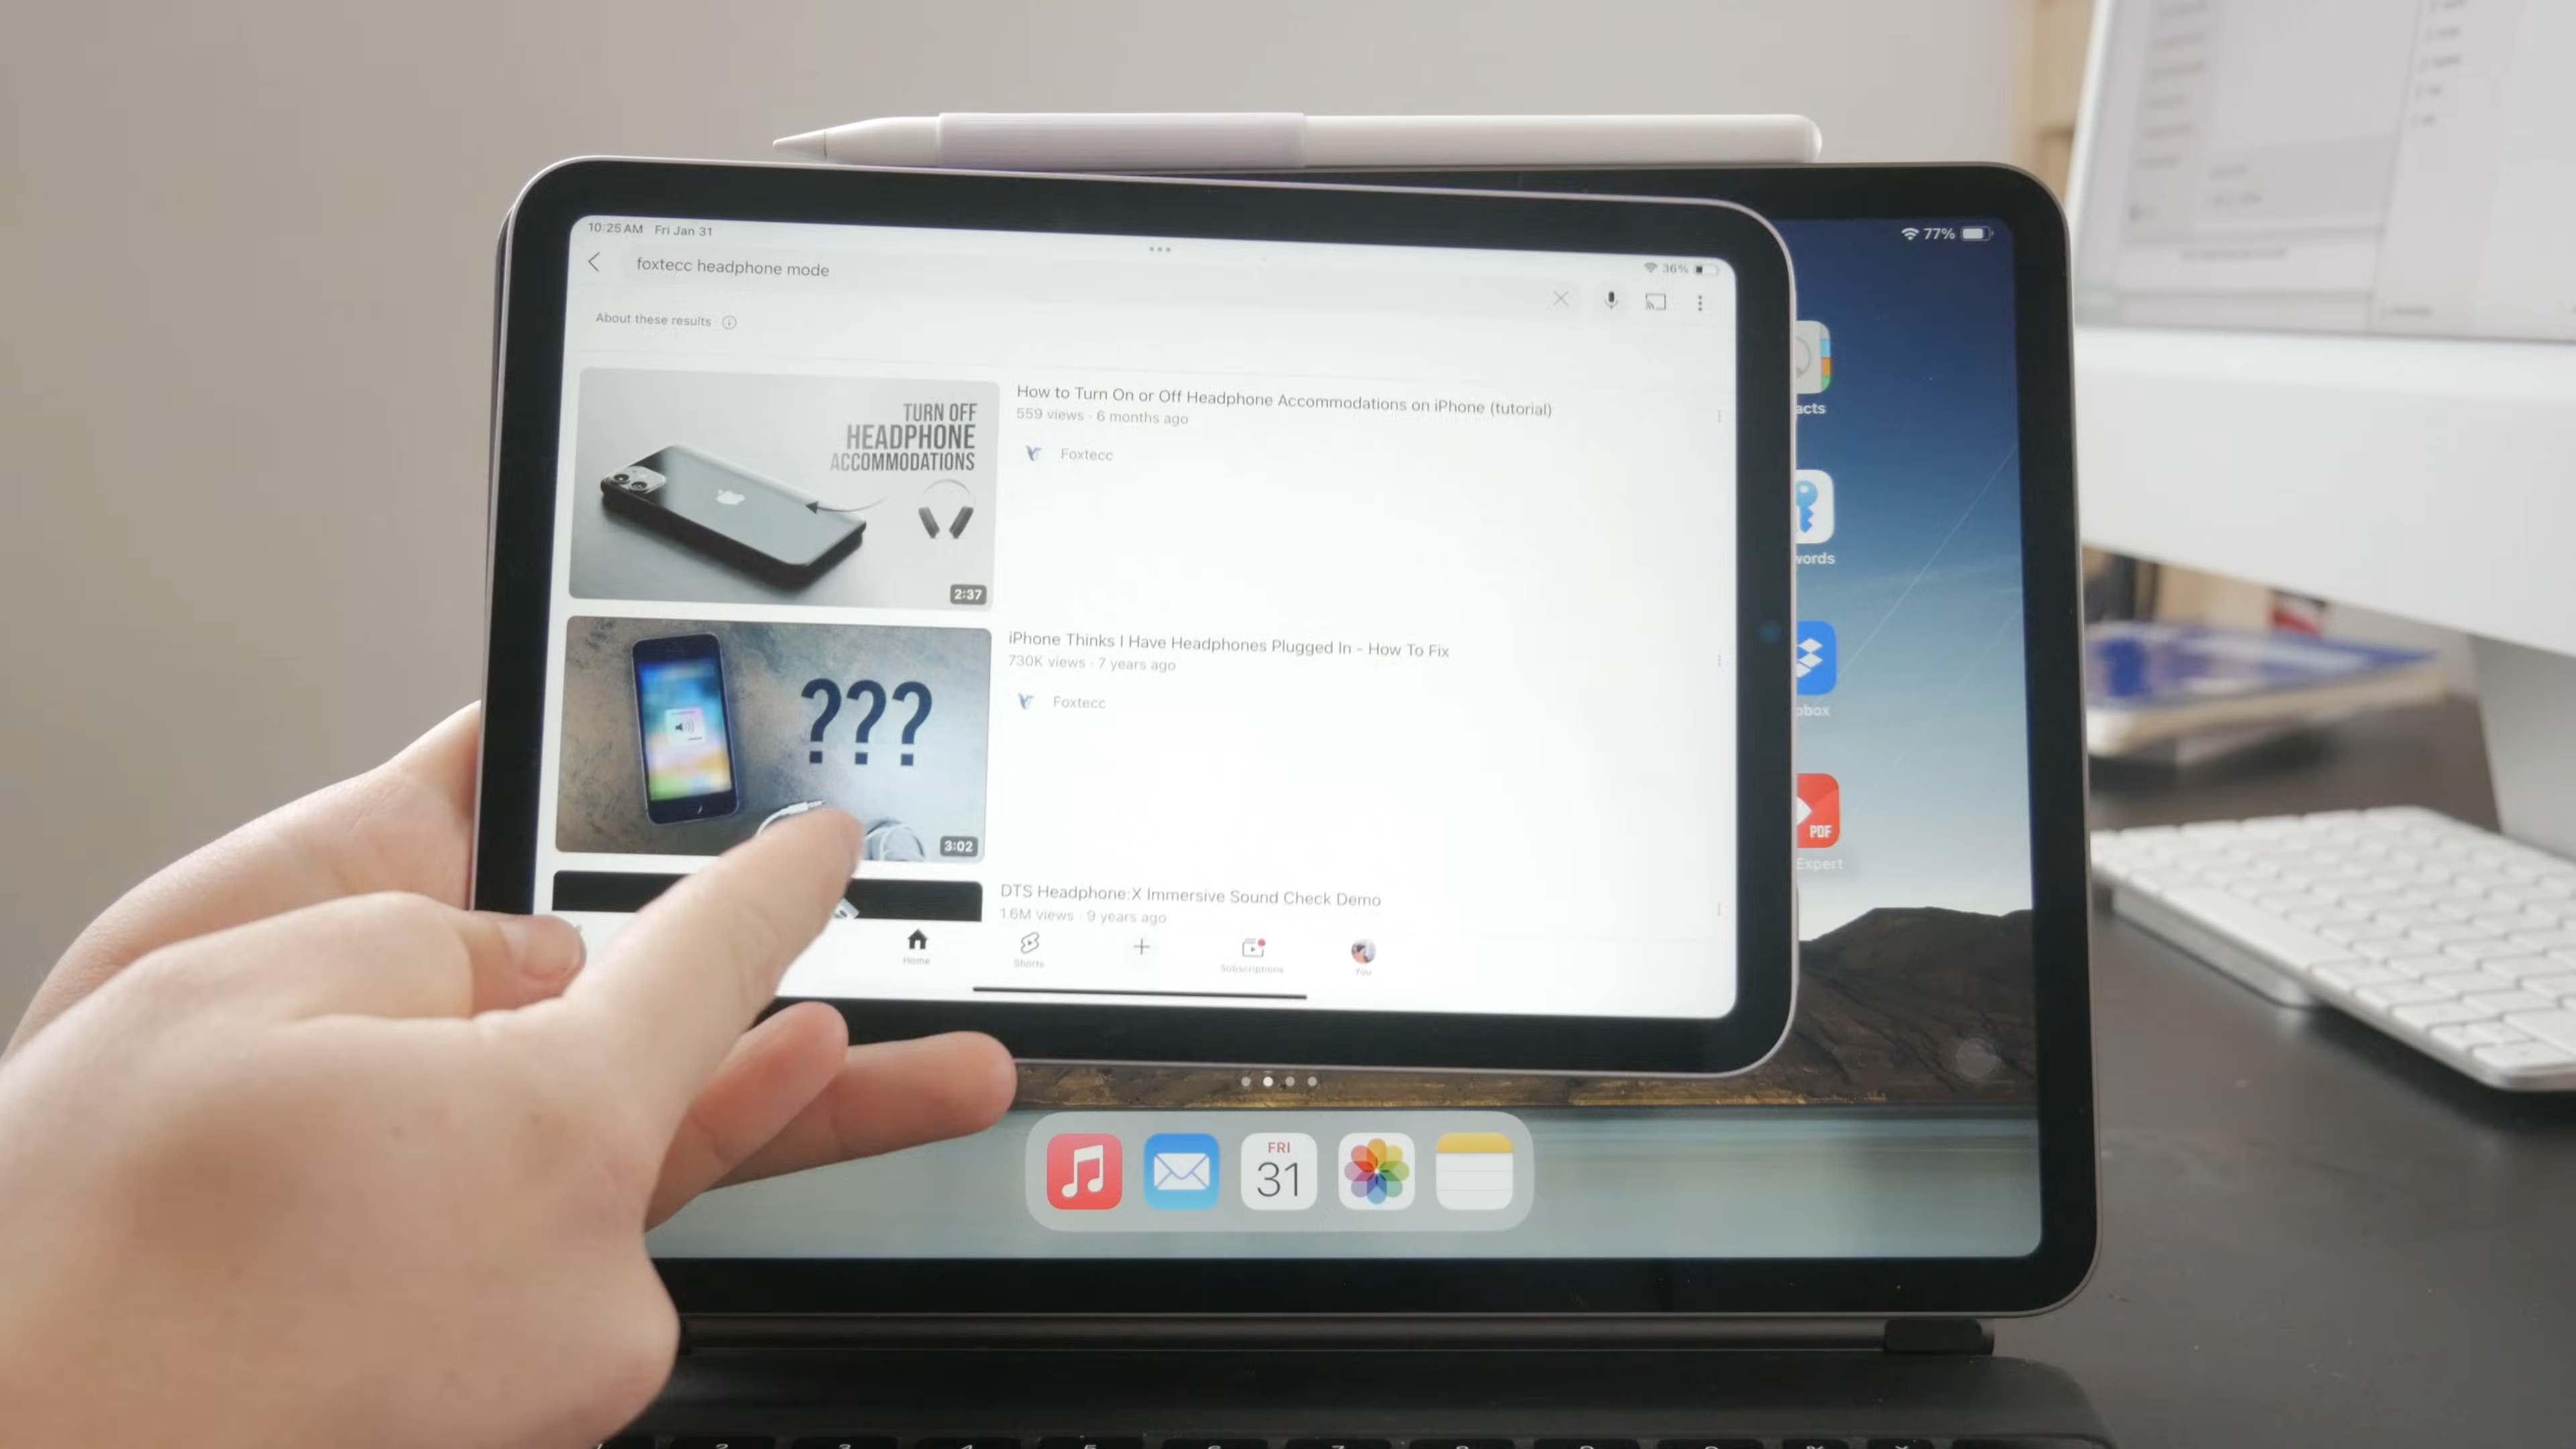 10:25 AM Fri Jan 31
36%
77%
foxtecc headphone mode
About these results
TURN OFF
HEADPHONE
ACCOMMODATIONS
2:37
How to Turn On or Off Headphone Accommodations on iPhone (tutorial)
559 views · 6 months ago
Foxtecc
???
3:02
iPhone Thinks I Have Headphones Plugged In - How To Fix
730K views · 7 years ago
Foxtecc
DTS Headphone:X Immersive Sound Check Demo
1.6M views · 9 years ago
Home
Shorts
Subscriptions
You
acts
words
pbox
PDF
Expert
FRI
31